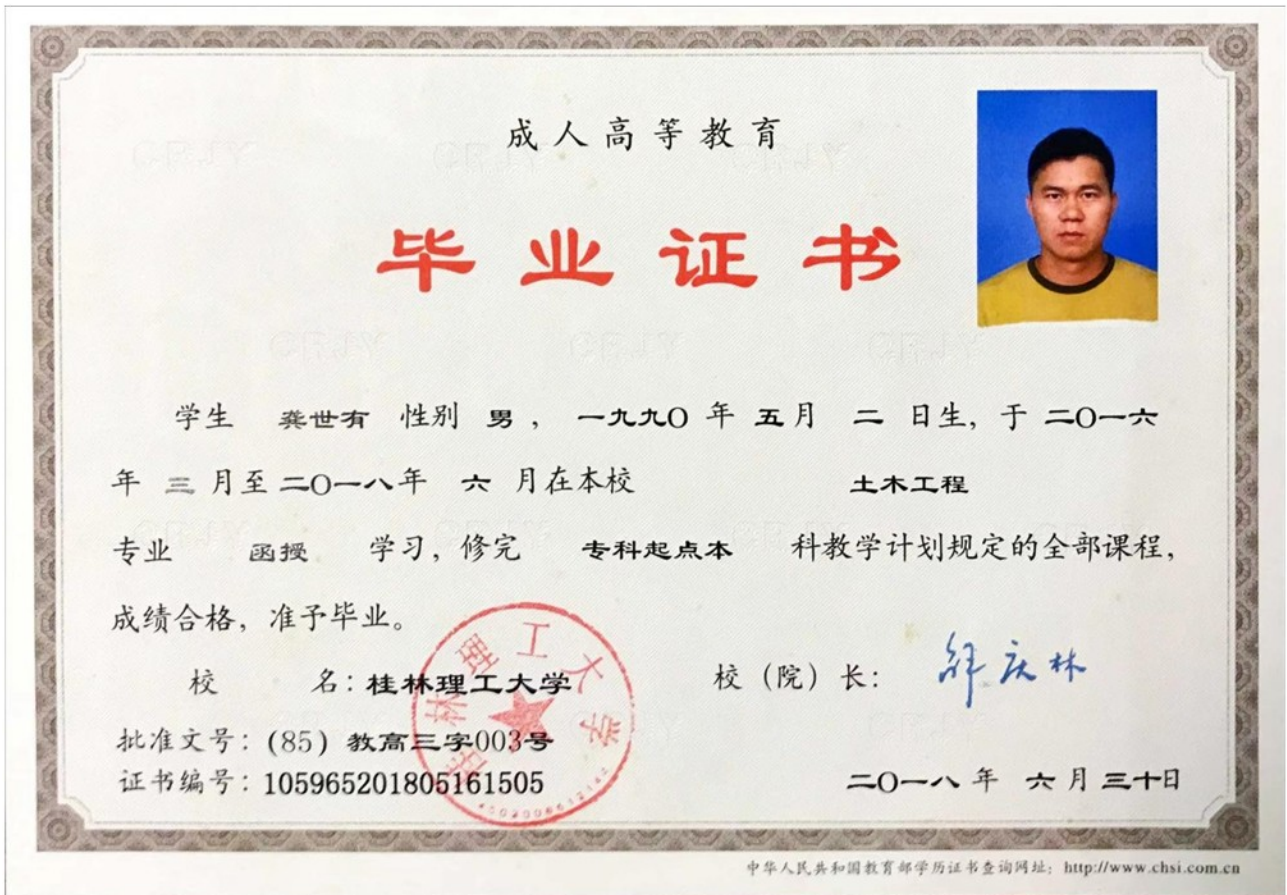 成人高等教育
毕业证书
学生 龚世有 性别 男，一九九〇年 五月 二 日生，于 二〇一六
年 三 月至 二〇一八年 六 月在本校 土木工程
专业 函授 学习，修完 专科起点本 科教学计划规定的全部课程，
成绩合格，准予毕业。
校 名：桂林理工大学
校（院）长：
批准文号：(85) 教高三字003号
证书编号：105965201805161505
二〇一八年 六月 三十日
桂林理工大学
中华人民共和国教育部学历证书查询网址：http://www.chsi.com.cn